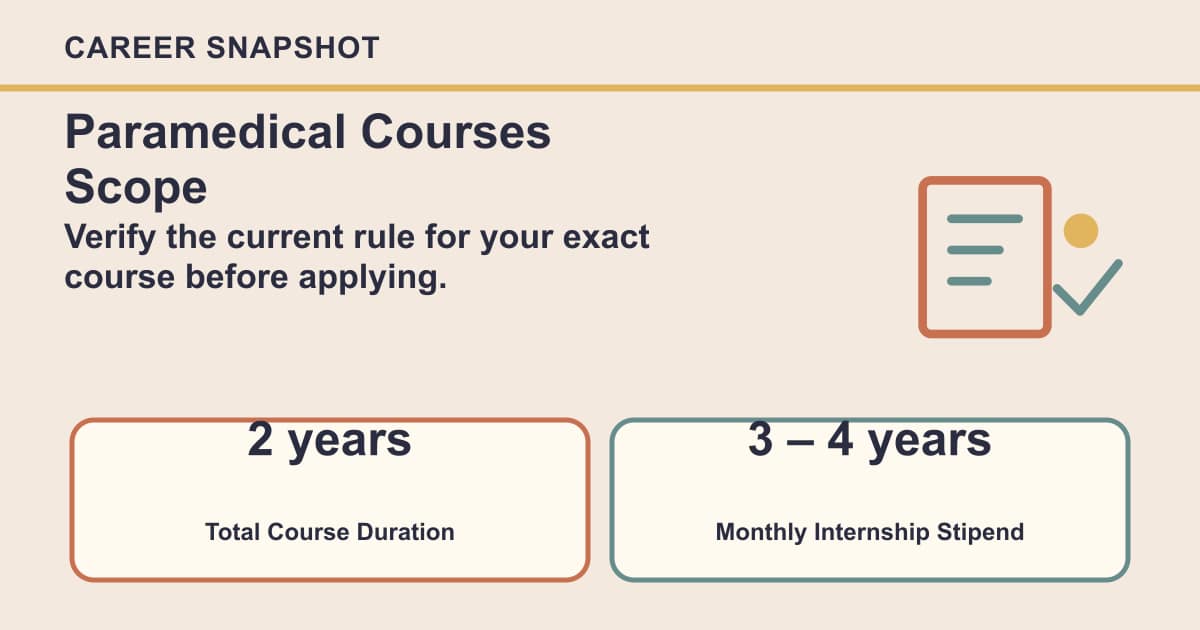 CAREER SNAPSHOT
Paramedical Courses
Scope
Verify the current rule for your exact
course before applying.
2 years
Total Course Duration
3 – 4 years
Monthly Internship Stipend